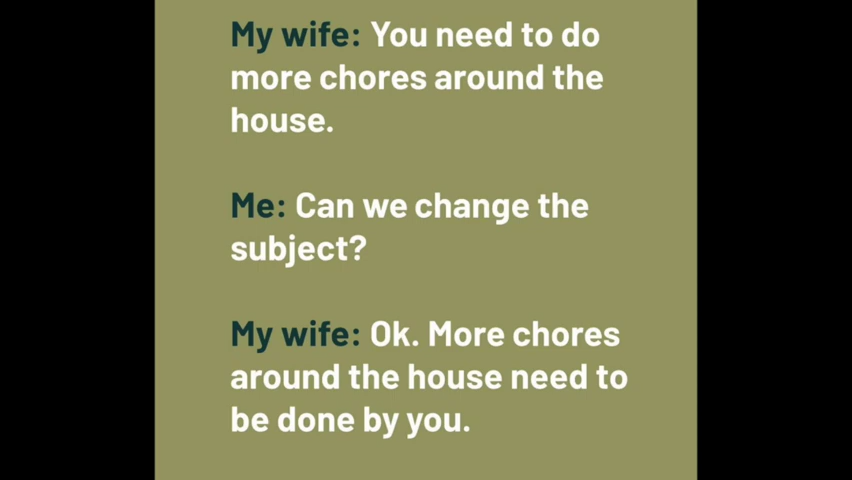 My wife: You need to do
more chores around the
house.
Me: Can we change the
subject?
My wife: Ok. More chores
around the house need to
be done by you.